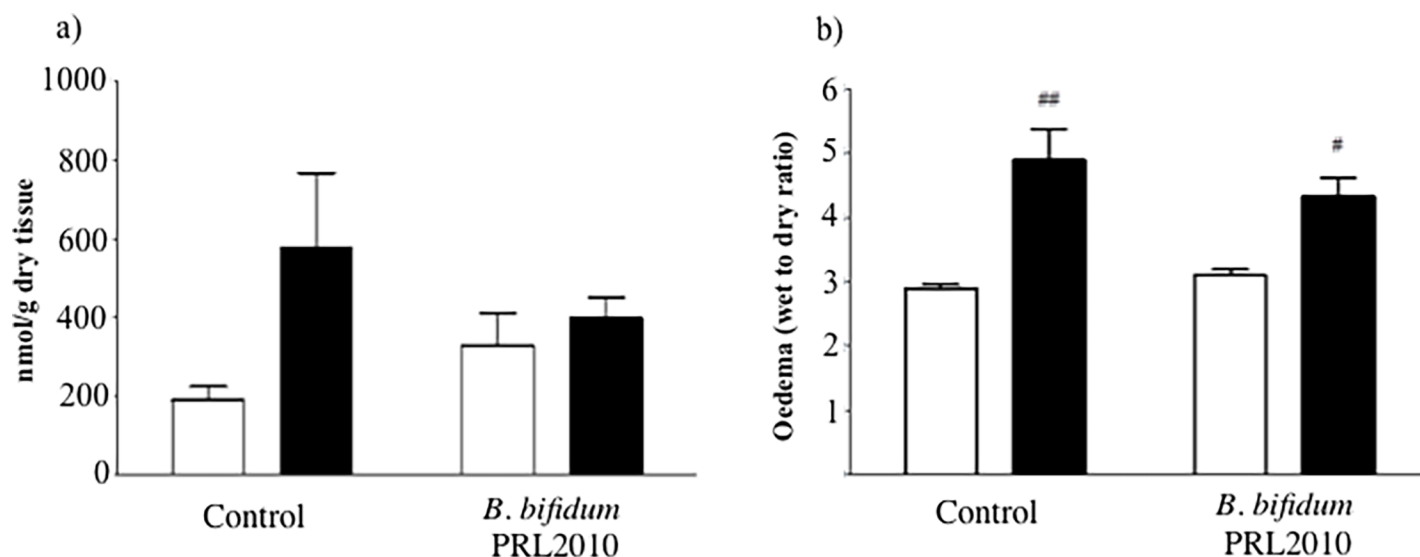 a)
1000
800
600
400
200
0
nmol/g dry tissue
Control
B. bifidum
PRL2010
b)
6
5
4
3
2
1
Oedema (wet to dry ratio)
##
#
Control
B. bifidum
PRL2010